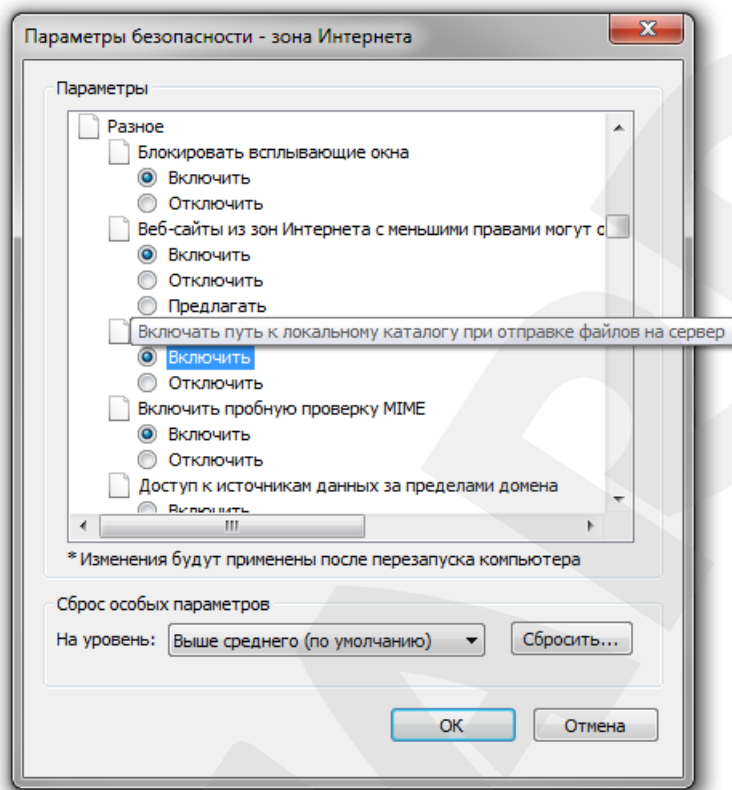 Параметры безопасности - зона Интернета
Параметры
Разное
Блокировать всплывающие окна
Включить
Отключить
Веб-сайты из зон Интернета с меньшими правами могут
Включить
Отключить
Предлагать
Включать путь к локальному каталогу при отправке файлов на сервер
Включить
Отключить
Включить пробную проверку MIME
Включить
Отключить
Доступ к источникам данных за пределами домена
Включить
* Изменения будут применены после перезапуска компьютера
Сброс особых параметров
На уровень: Выше среднего (по умолчанию) Сбросить...
ОК Отмена